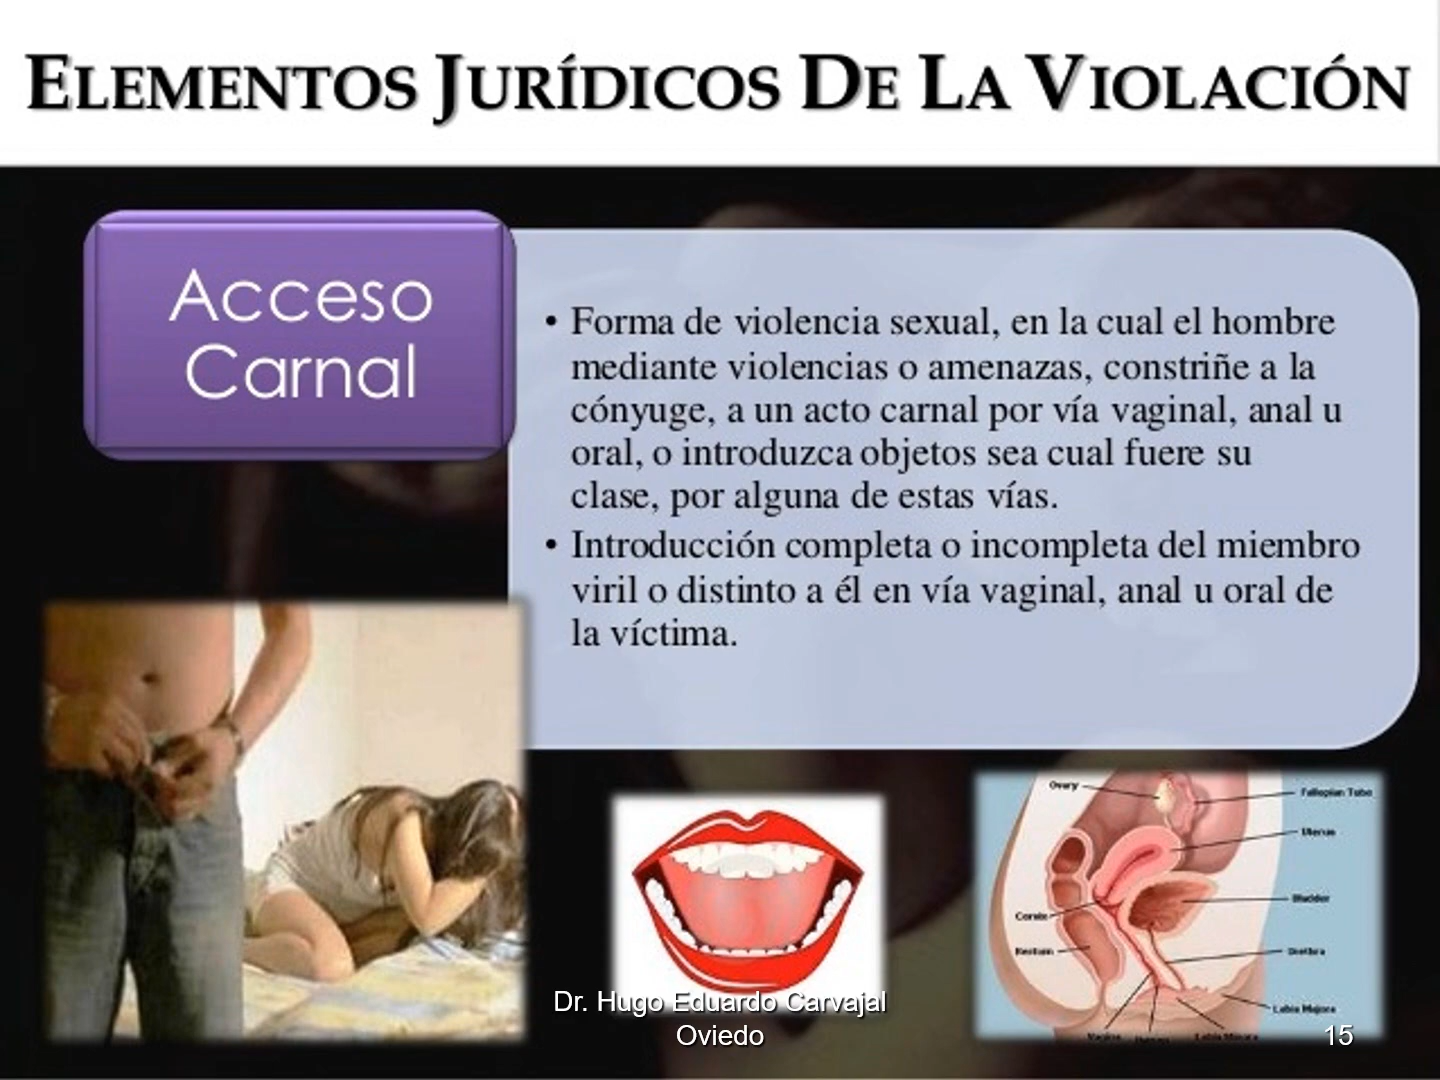 ELEMENTOS JURÍDICOS DE LA VIOLACIÓN
Acceso
Carnal
• Forma de violencia sexual, en la cual el hombre
mediante violencias o amenazas, constriñe a la
cónyuge, a un acto carnal por vía vaginal, anal u
oral, o introduzca objetos sea cual fuere su
clase, por alguna de estas vías.
• Introducción completa o incompleta del miembro
viril o distinto a él en vía vaginal, anal u oral de
la víctima.
Ovary
Fallopian Tube
Uterus
Bladder
Cervix
Rectum
Urethra
Labia Majora
Vagina
Labia Minora
Dr. Hugo Eduardo Carvajal
Oviedo
15